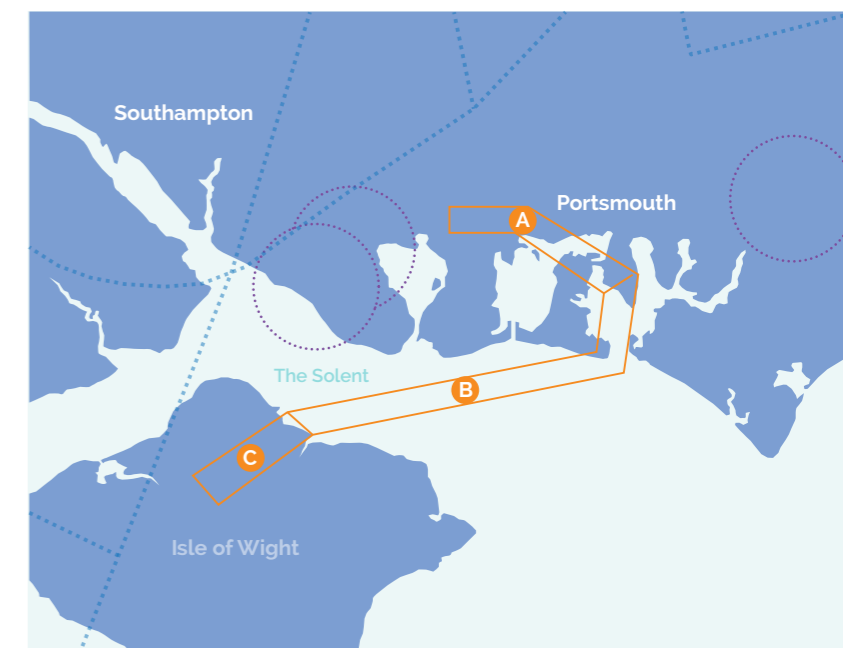 Southampton
Portsmouth
A
The Solent
B
C
Isle of Wight